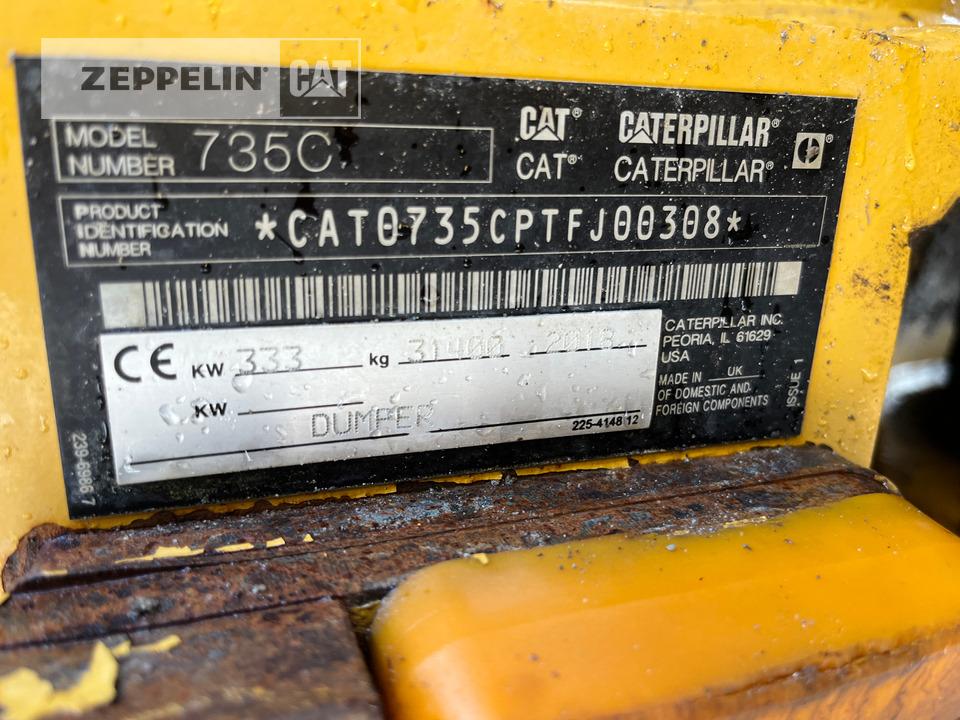 ZEPPELIN® CAT
MODEL NUMBER 735C
CAT® CATERPILLAR®
CAT® CATERPILLAR®
PRODUCT IDENTIFICATION NUMBER *CAT0735CPTFJ00308*
CATERPILLAR INC.
PEORIA, IL 61629
USA
MADE IN UK
OF DOMESTIC AND
FOREIGN COMPONENTS
ISSUE 1
CE KW 333 kg 31400 2018
KW
DUMPER
225-4148 12